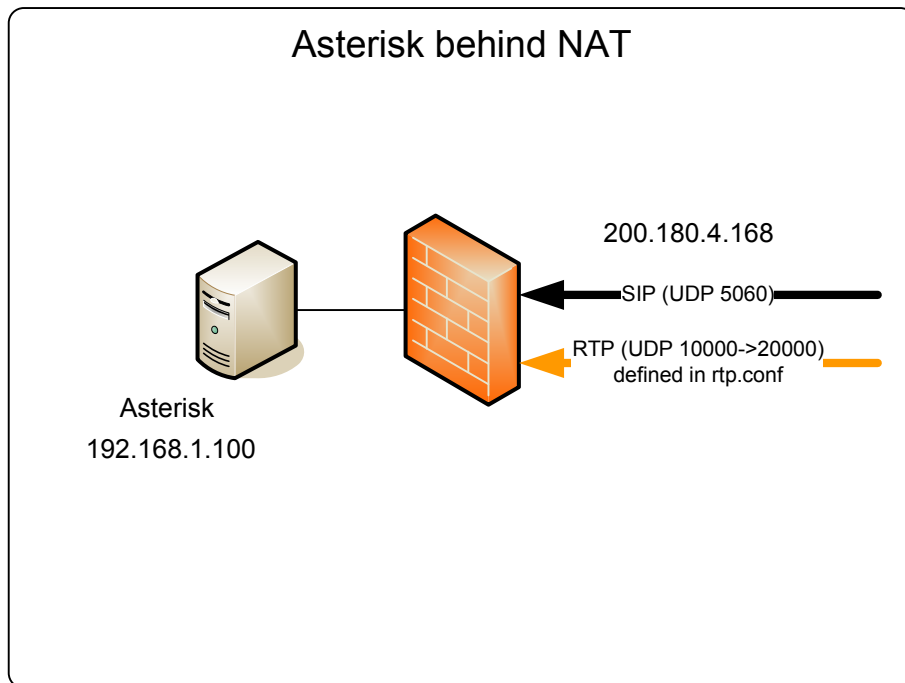 Asterisk behind NAT
200.180.4.168
SIP (UDP 5060)
RTP (UDP 10000->20000)
defined in rtp.conf
Asterisk
192.168.1.100